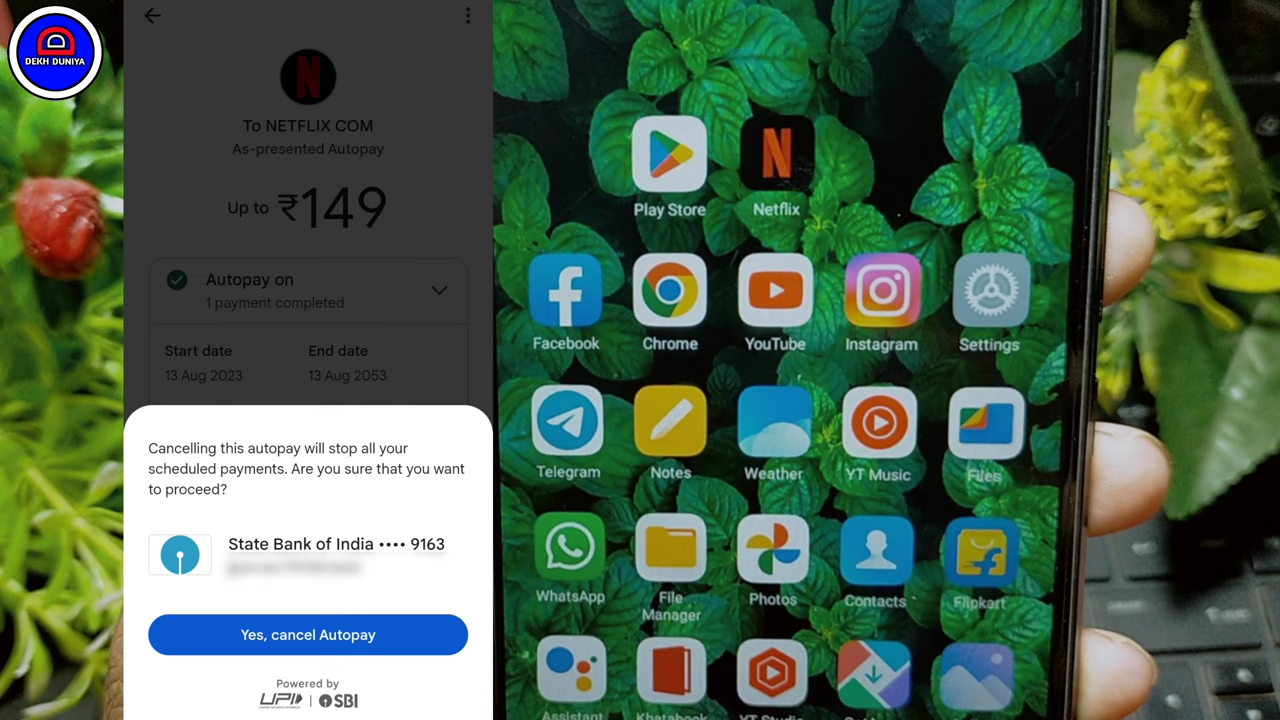 DEKH DUNIYA
To NETFLIX COM
As-presented Autopay
Up to ₹149
Autopay on
1 payment completed
Start date
End date
13 Aug 2023
13 Aug 2053
Cancelling this autopay will stop all your
scheduled payments. Are you sure that you want
to proceed?
State Bank of India •••• 9163
Yes, cancel Autopay
Powered by
UPI | SBI
Play Store
Netflix
Facebook
Chrome
YouTube
Instagram
Settings
Telegram
Notes
Weather
YT Music
Files
WhatsApp
File
Manager
Photos
Contacts
Flipkart
Assistant
Khatabook
YT Studio